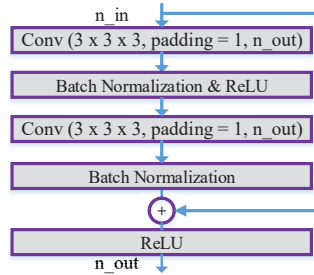 n_in
Conv (3 x 3 x 3, padding = 1, n_out)
Batch Normalization & ReLU
Conv (3 x 3 x 3, padding = 1, n_out)
Batch Normalization
+
ReLU
n_out